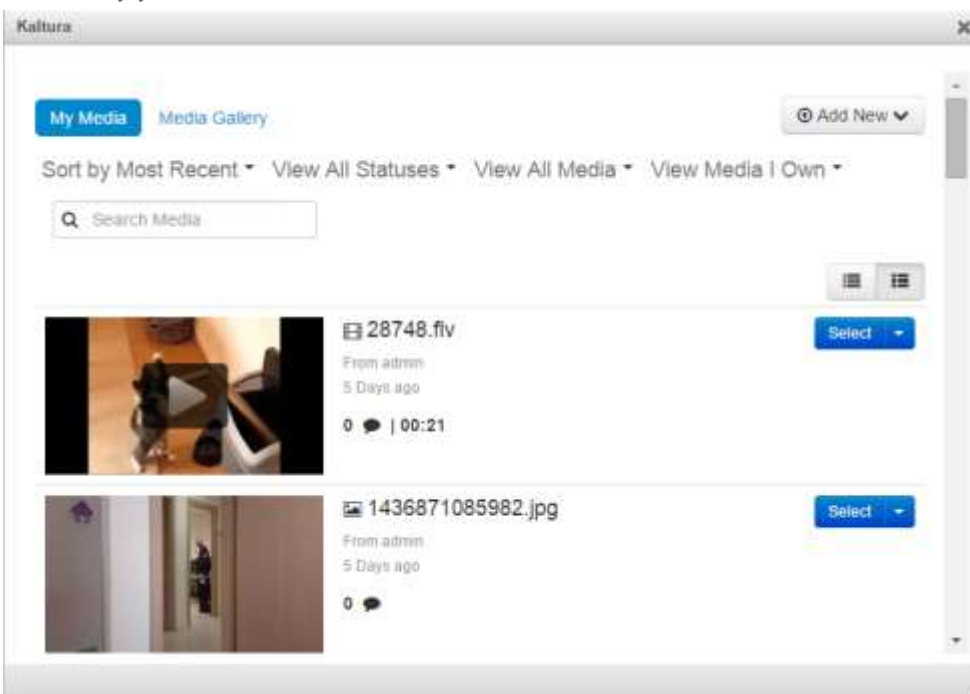 Kaltura
My Media Media Gallery Add New
Sort by Most Recent View All Statuses View All Media View Media I Own
Search Media
28748.flv Select
From admin
5 Days ago
0 | 00:21
1436871085982.jpg Select
From admin
5 Days ago
0